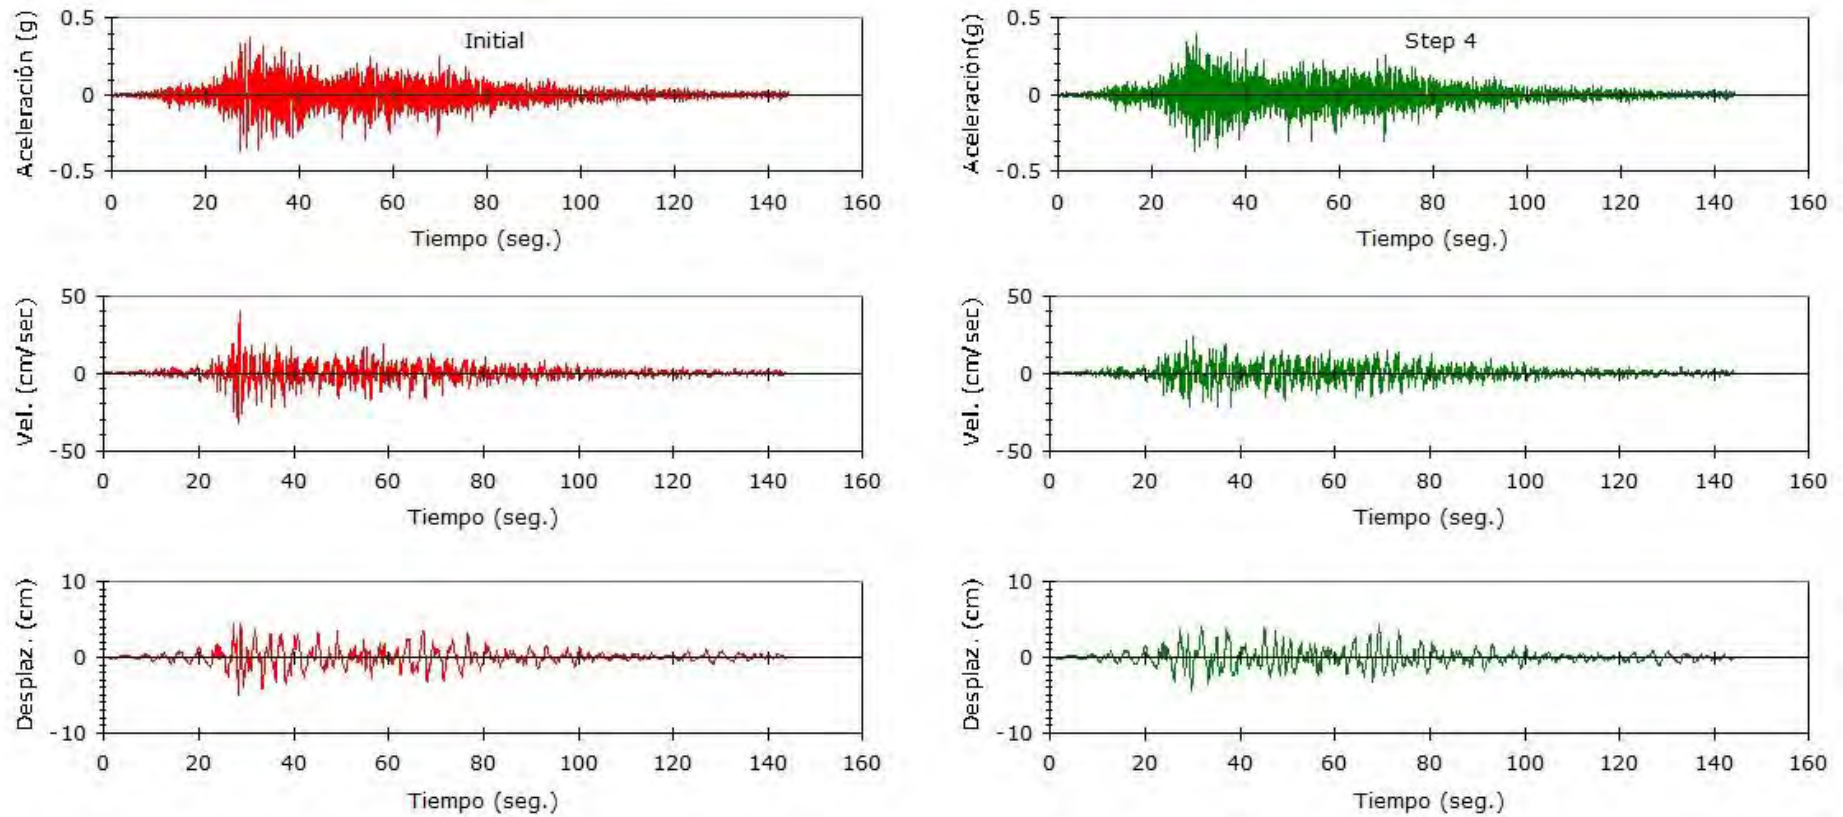 Initial
Aceleración (g)
0.5
0
-0.5
0 20 40 60 80 100 120 140 160
Tiempo (seg.)
Step 4
Aceleración(g)
0.5
0
-0.5
0 20 40 60 80 100 120 140 160
Tiempo (seg.)
Vel. (cm/sec)
50
0
-50
0 20 40 60 80 100 120 140 160
Tiempo (seg.)
Vel. (cm/sec)
50
0
-50
0 20 40 60 80 100 120 140 160
Tiempo (seg.)
Desplaz. (cm)
10
0
-10
0 20 40 60 80 100 120 140 160
Tiempo (seg.)
Desplaz. (cm)
10
0
-10
0 20 40 60 80 100 120 140 160
Tiempo (seg.)